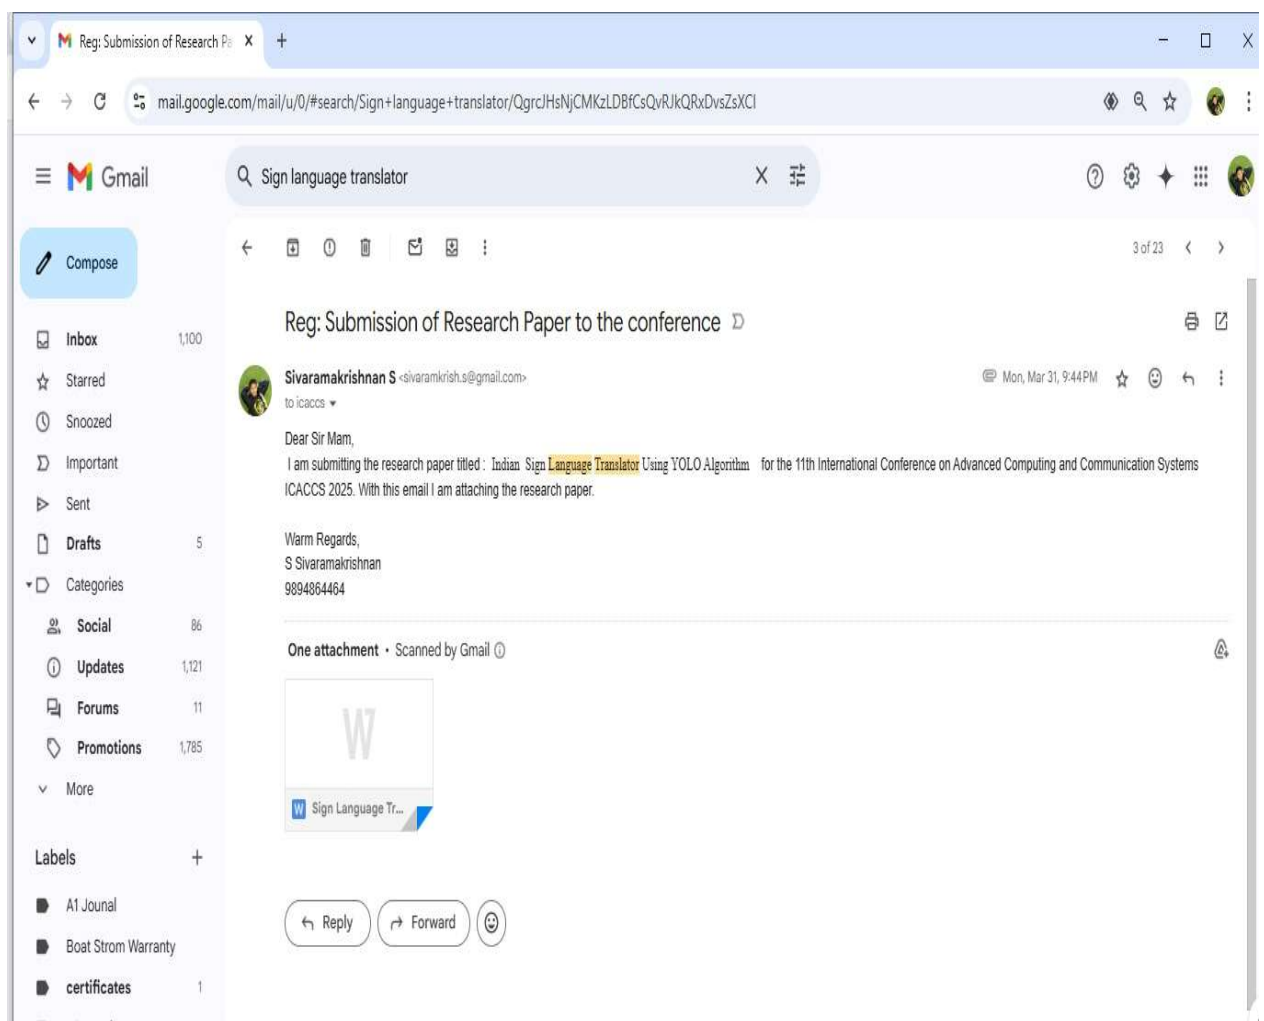 Reg: Submission of Research Pa
mail.google.com/mail/u/0/#search/Sign+language+translator/QgrcJHsNjCMKzLDBfCsQvRJkQRxDvsZsXCI
Gmail
Sign language translator
Compose
3 of 23
Inbox 1,100
Starred
Snoozed
Important
Sent
Drafts 5
Categories
Social 86
Updates 1,121
Forums 11
Promotions 1,785
More
Labels
A1 Jounal
Boat Strom Warranty
certificates 1
Reg: Submission of Research Paper to the conference
Sivaramakrishnan S <sivaramkrish.s@gmail.com> Mon, Mar 31, 9:44 PM
to icaccs
Dear Sir Mam,
I am submitting the research paper titled : Indian Sign Language Translator Using YOLO Algorithm for the 11th International Conference on Advanced Computing and Communication Systems
ICACCS 2025. With this email I am attaching the research paper.
Warm Regards,
S Sivaramakrishnan
9894864464
One attachment • Scanned by Gmail
W
W Sign Language Tr...
Reply Forward